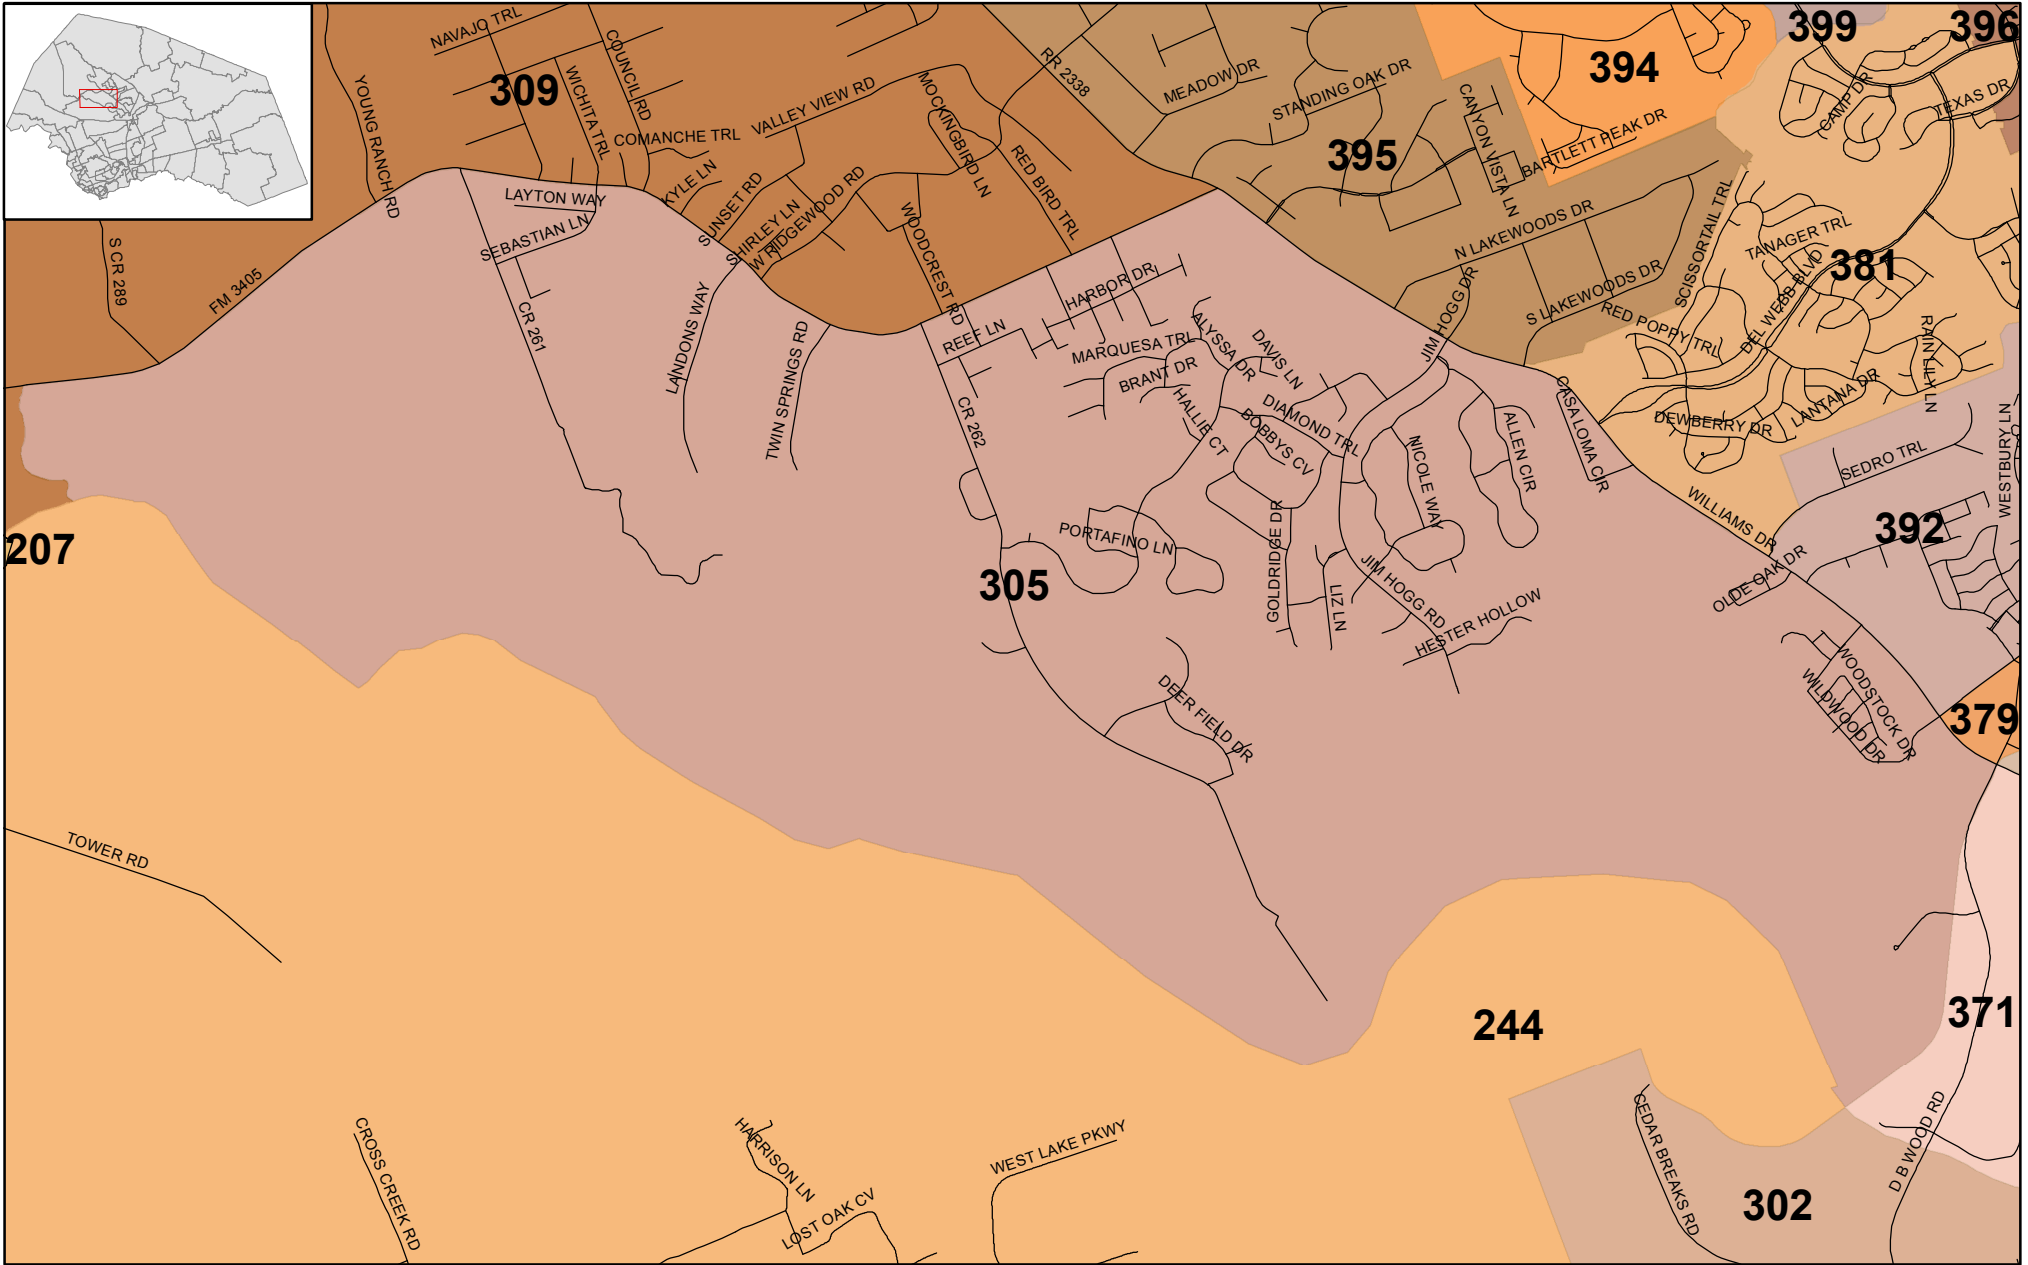 NAVAJO TRL
COUNCIL RD
309
WICHITA TRL
YOUNG RANCH RD
COMANCHE TRL
VALLEY VIEW RD
MOCKINGBIRD LN
RED BIRD TRL
RR 2338
MEADOW DR
STANDING OAK DR
395
CANYON VISTA LN
BARTLETT PEAK DR
394
399
396
CAMP DR
TEXAS DR
KYLE LN
SUNSET RD
SHIRLEY LN
W RIDGEWOOD RD
WOODCREST RD
LAYTON WAY
SEBASTIAN LN
S CR 289
FM 3405
CR 261
LANDONS WAY
TWIN SPRINGS RD
N LAKEWOODS DR
S LAKEWOODS DR
SCISSORTAIL TRL
TANAGER TRL
381
DEL WEBB BLVD
RED POPPY TRL
RAIN LILY LN
LANTANA DR
DEWBERRY DR
HARBOR DR
REEF LN
MARQUESA TRL
BRANT DR
ALYSSA DR
DAVIS LN
JIM HOGG DR
HALLIE CT
BOBBYS CV
DIAMOND TRL
NICOLE WAY
ALLEN CIR
CASA LOMA CIR
CR 262
SEDRO TRL
WESTBURY LN
WILLIAMS DR
392
OLDE OAK DR
207
305
PORTAFINO LN
GOLDRIDGE DR
LIZ LN
JIM HOGG RD
HESTER HOLLOW
DEER FIELD DR
WOODSTOCK DR
WILDWOOD DR
379
TOWER RD
371
244
CROSS CREEK RD
HARRISON LN
LOST OAK CV
WEST LAKE PKWY
CEDAR BREAKS RD
302
D B WOOD RD